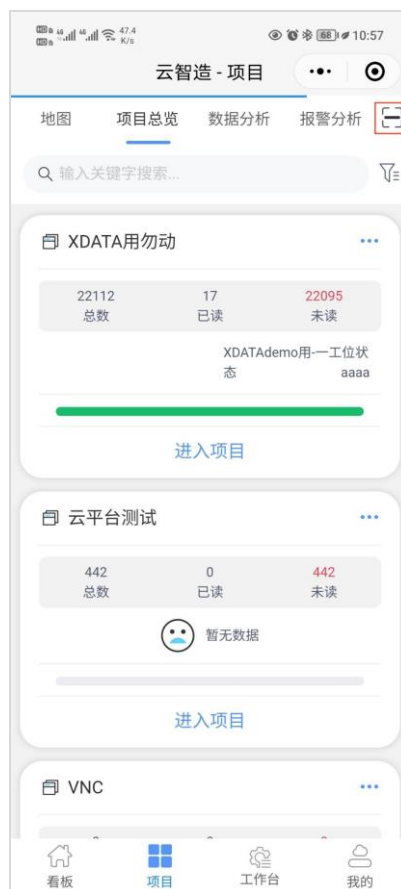 47.4
K/s
68
10:57
云智造 - 项目
地图 项目总览 数据分析 报警分析
输入关键字搜索...
XDATA用勿动
22112 17 22095
总数 已读 未读
XDATAdemo用-一工位状
态 aaaa
进入项目
云平台测试
442 0 442
总数 已读 未读
暂无数据
进入项目
VNC
看板 项目 工作台 我的